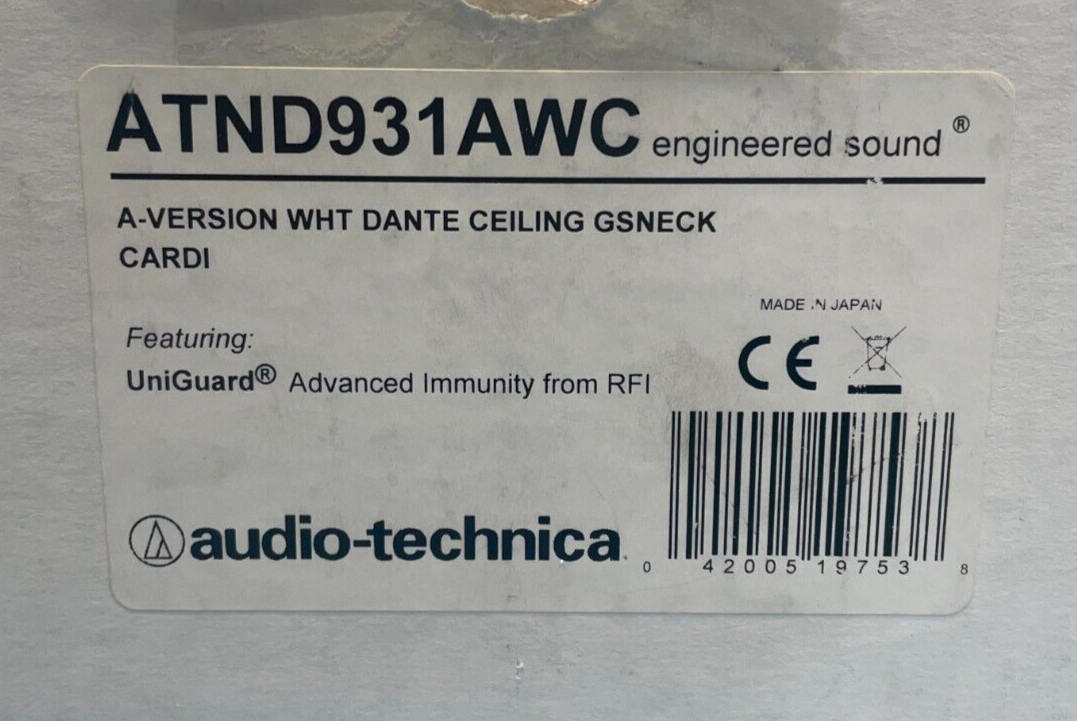 ATND931AWC engineered sound ®
A-VERSION WHT DANTE CEILING GSNECK
CARDI
MADE IN JAPAN
Featuring:
CE
UniGuard® Advanced Immunity from RFI
audio-technica.
0 42005 19753 8